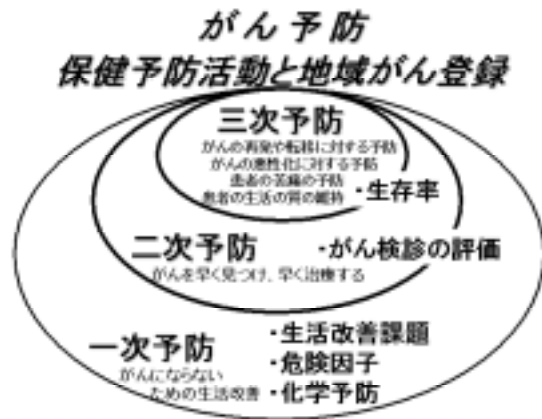 がん予防
保健予防活動と地域がん登録
三次予防
がんの再発や転移に対する予防
がんの悪性化に対する予防
患者の苦痛の予防
患者の生活の質の維持
・生存率
二次予防
・がん検診の評価
がんを早く見つけ、早く治療する
一次予防
がんにならない
ための生活改善
・生活改善課題
・危険因子
・化学予防